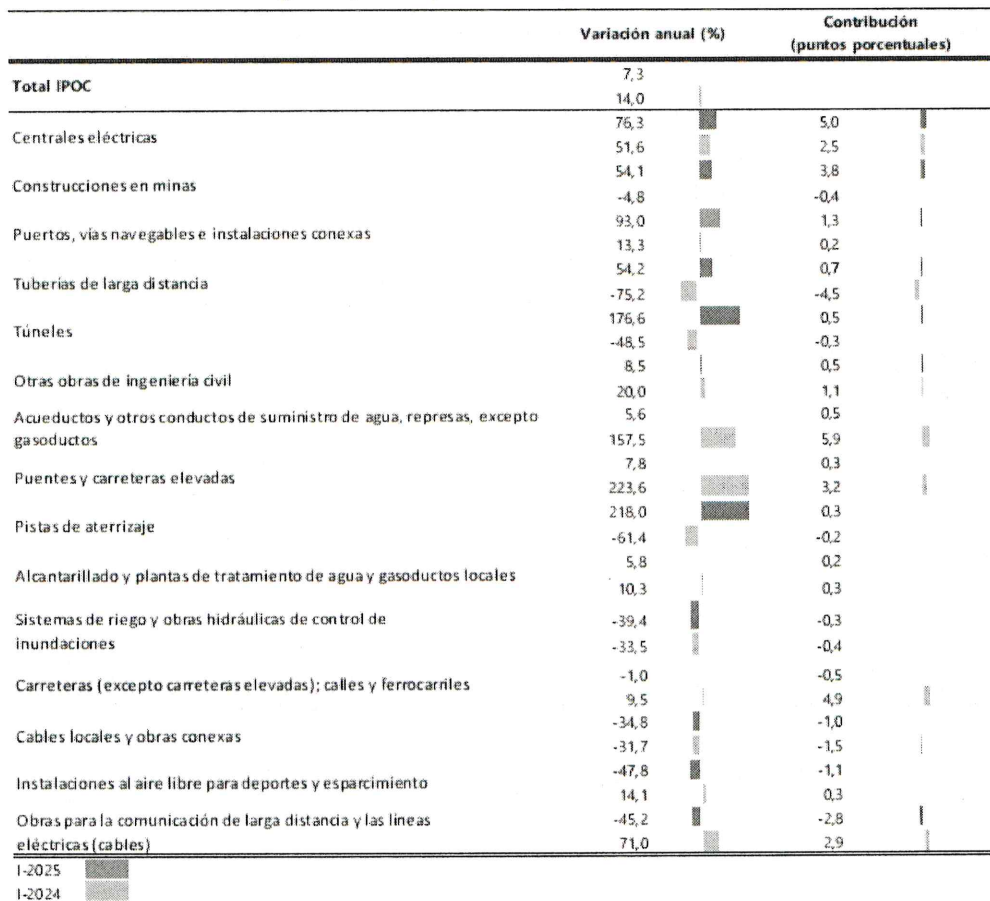 Variación anual (%)
Contribución
(puntos porcentuales)
Total IPOC
7,3
14,0
Centrales eléctricas
76,3 5,0
51,6 2,5
Construcciones en minas
54,1 3,8
-4,8 -0,4
Puertos, vías navegables e instalaciones conexas
93,0 1,3
13,3 0,2
Tuberías de larga distancia
54,2 0,7
-75,2 -4,5
Túneles
176,6 0,5
-48,5 -0,3
Otras obras de ingeniería civil
8,5 0,5
20,0 1,1
Acueductos y otros conductos de suministro de agua, represas, excepto
gasoductos
5,6 0,5
157,5 5,9
Puentes y carreteras elevadas
7,8 0,3
223,6 3,2
Pistas de aterrizaje
218,0 0,3
-61,4 -0,2
Alcantarillado y plantas de tratamiento de agua y gasoductos locales
5,8 0,2
10,3 0,3
Sistemas de riego y obras hidráulicas de control de
inundaciones
-39,4 -0,3
-33,5 -0,4
Carreteras (excepto carreteras elevadas); calles y ferrocarriles
-1,0 -0,5
9,5 4,9
Cables locales y obras conexas
-34,8 -1,0
-31,7 -1,5
Instalaciones al aire libre para deportes y esparcimiento
-47,8 -1,1
14,1 0,3
Obras para la comunicación de larga distancia y las líneas
eléctricas (cables)
-45,2 -2,8
71,0 2,9
I-2025
I-2024